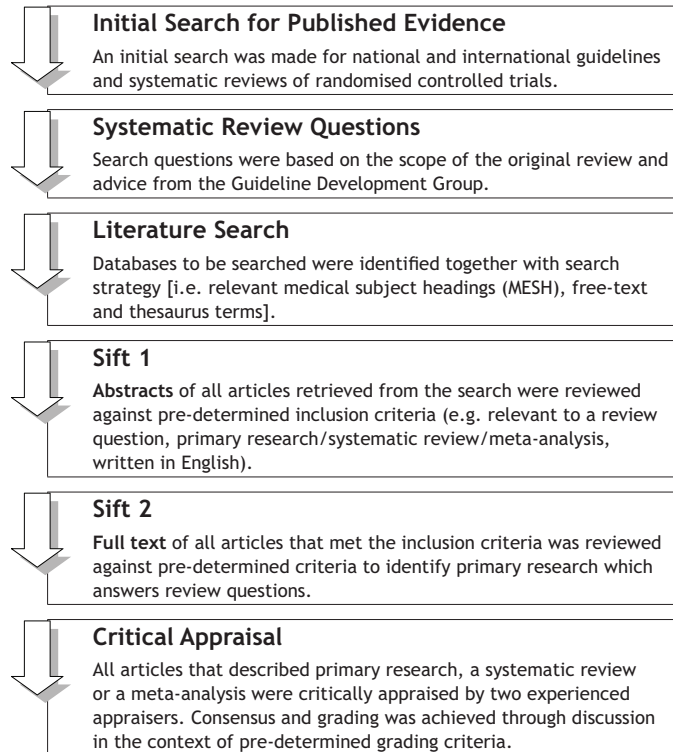 Initial Search for Published Evidence
An initial search was made for national and international guidelines
and systematic reviews of randomised controlled trials.
Systematic Review Questions
Search questions were based on the scope of the original review and
advice from the Guideline Development Group.
Literature Search
Databases to be searched were identified together with search
strategy [i.e. relevant medical subject headings (MESH), free-text
and thesaurus terms].
Sift 1
Abstracts of all articles retrieved from the search were reviewed
against pre-determined inclusion criteria (e.g. relevant to a review
question, primary research/systematic review/meta-analysis,
written in English).
Sift 2
Full text of all articles that met the inclusion criteria was reviewed
against pre-determined criteria to identify primary research which
answers review questions.
Critical Appraisal
All articles that described primary research, a systematic review
or a meta-analysis were critically appraised by two experienced
appraisers. Consensus and grading was achieved through discussion
in the context of pre-determined grading criteria.